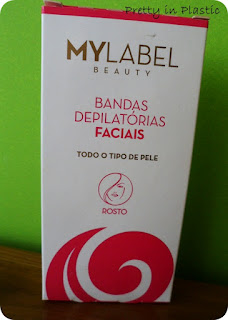 Pretty in Plastic
MYLABEL
BEAUTY
BANDAS
DEPILATÓRIAS
FACIAIS
TODO O TIPO DE PELE
ROSTO